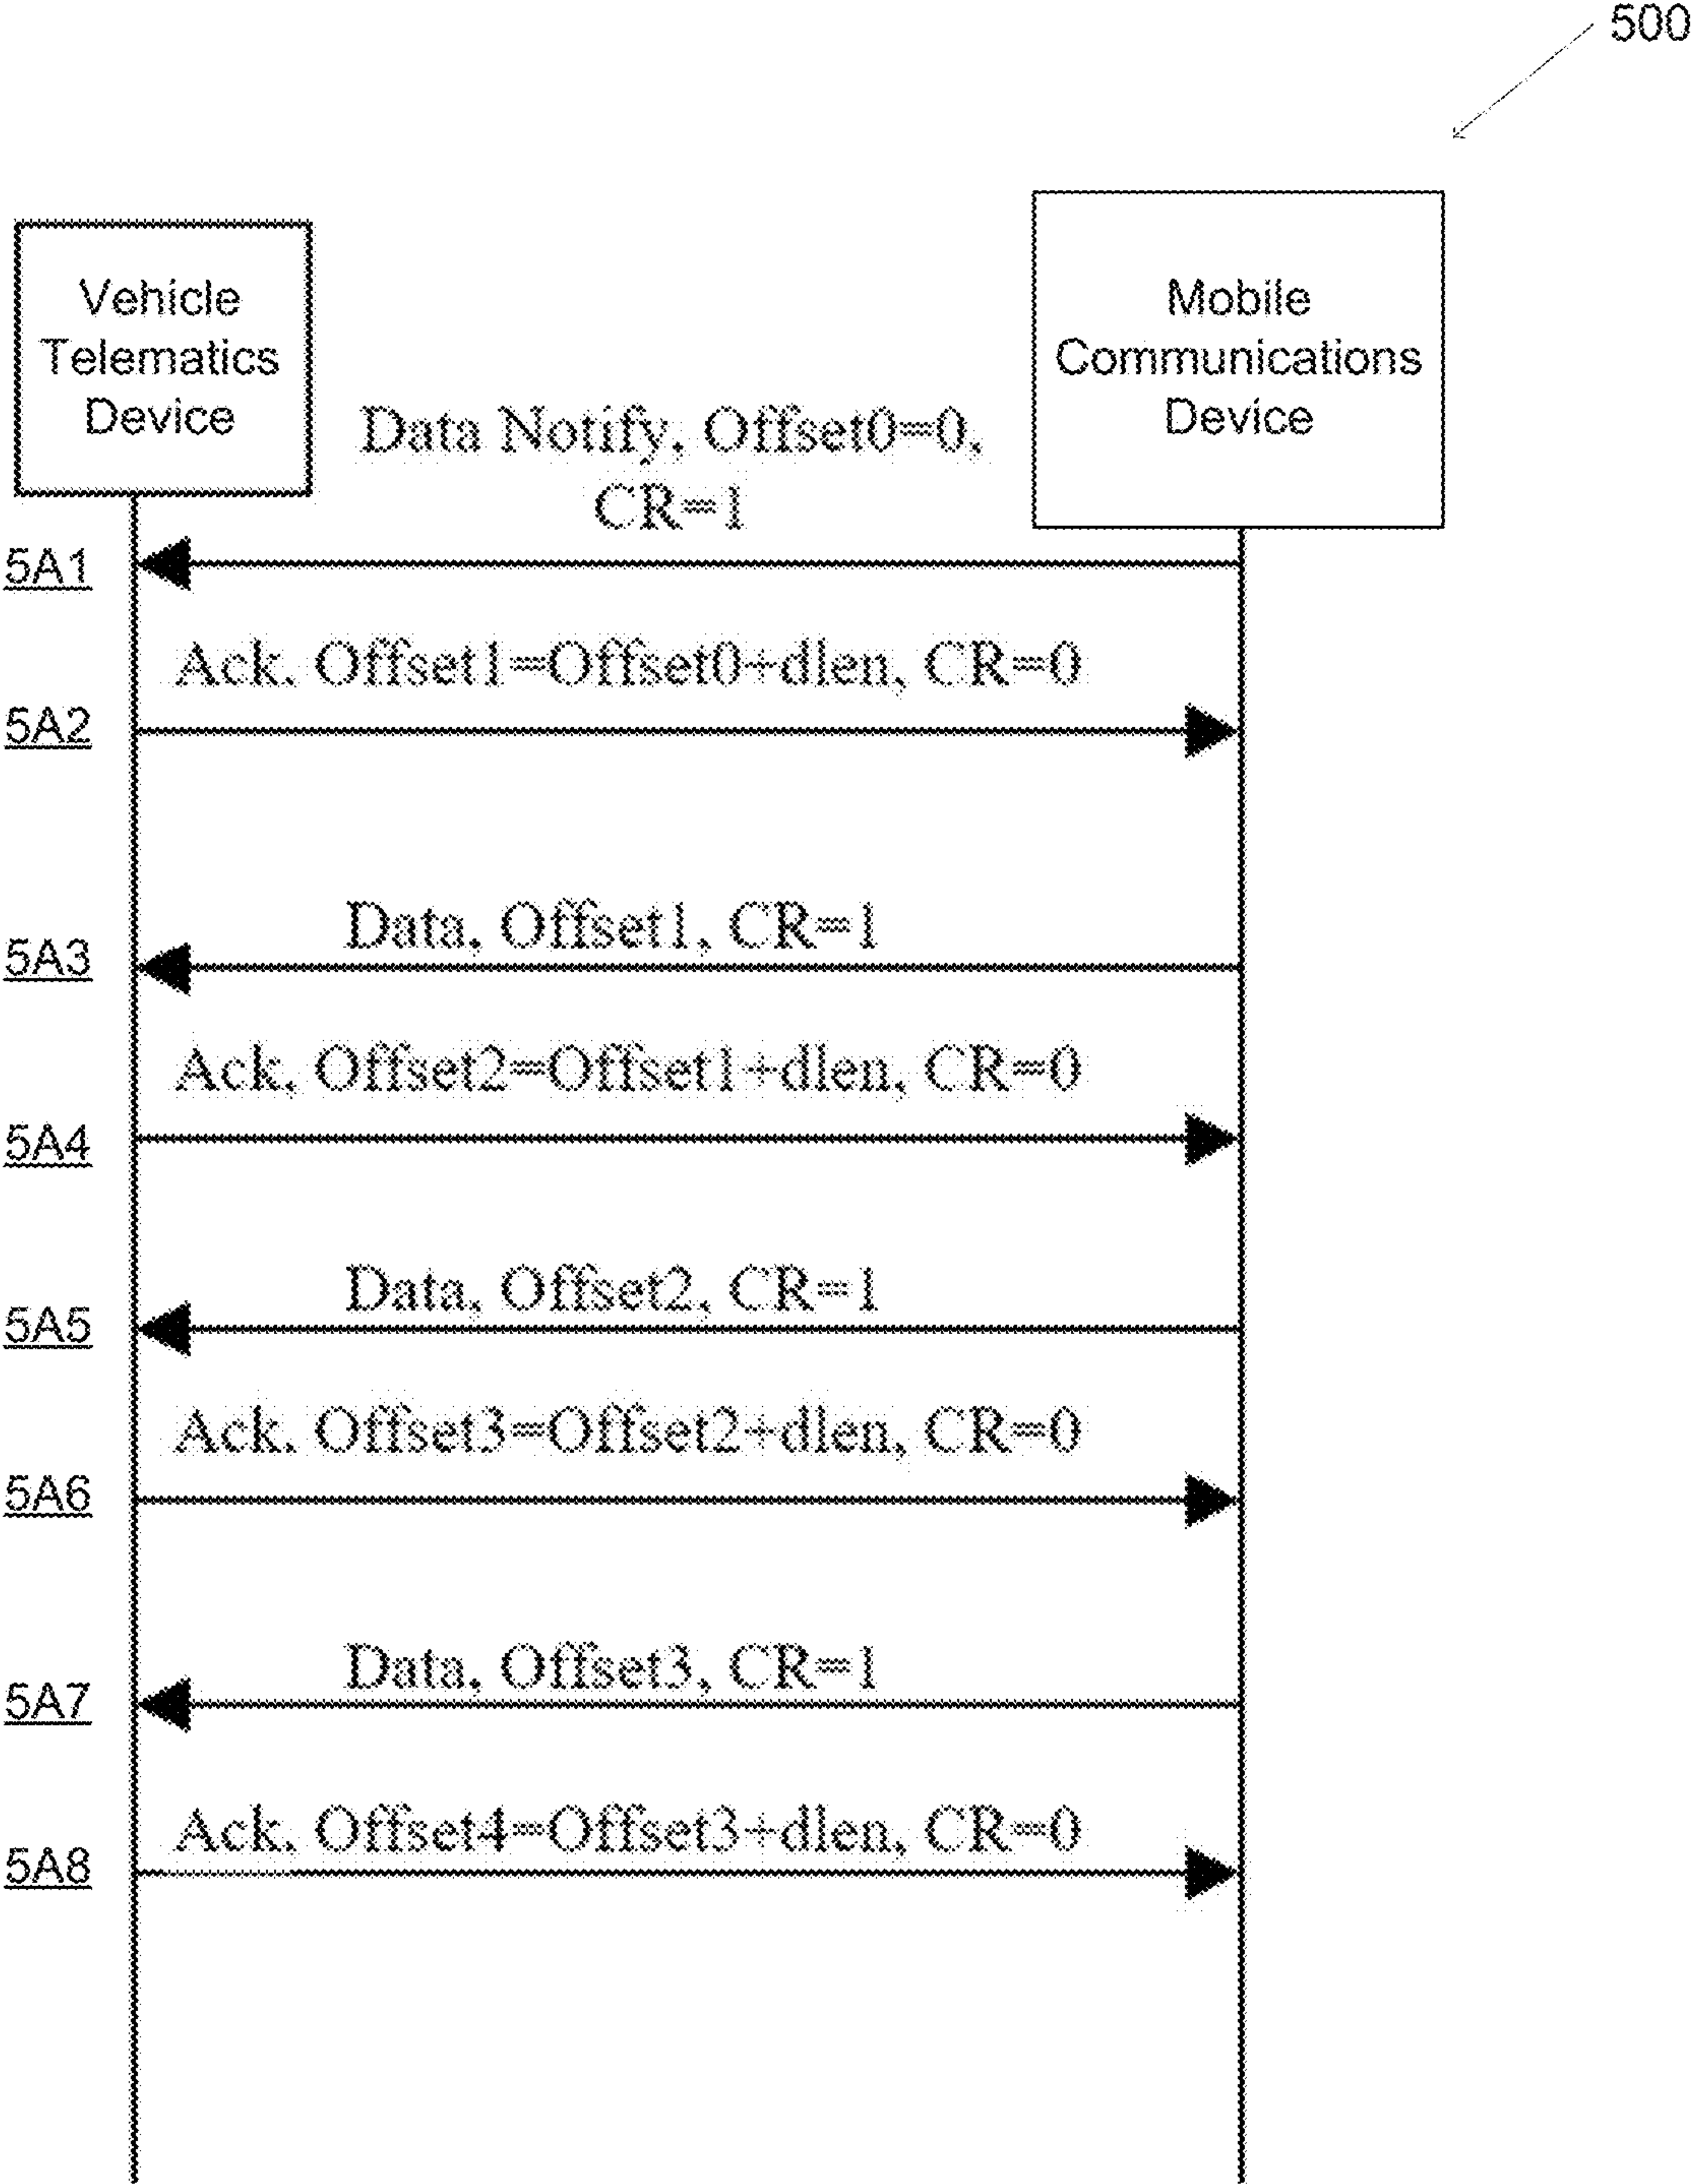 500
Vehicle
Telematics
Device
Mobile
Communications
Device
Data Notify, Offset0=0,
CR=1
5A1
Ack, Offset1=Offset0+dlen, CR=0
5A2
Data, Offset1, CR=1
5A3
Ack, Offset2=Offset1+dlen, CR=0
5A4
Data, Offset2, CR=1
5A5
Ack, Offset3=Offset2+dlen, CR=0
5A6
Data, Offset3, CR=1
5A7
Ack, Offset4=Offset3+dlen, CR=0
5A8